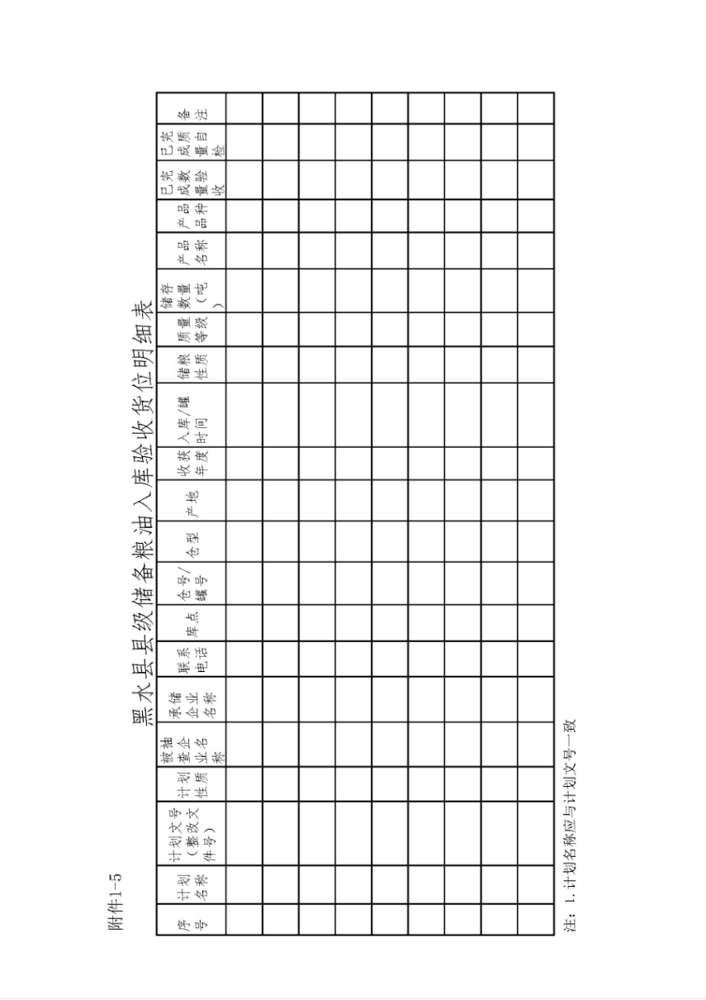 附件1-5
黑水县县级储备粮油入库验收货位明细表
序
号
计划
名称
计划文号
（整改文
件号）
计划
性质
被抽
查企
业名
称
承储
企业
名称
联系
电话
库点
仓号/
罐号
仓型
产地
收获
年度
入库/罐
时间
储粮
性质
质量
等级
储存
数量
（吨
）
产品
名称
产品
品种
已完
成数
量验
收
已完
成质
量自
检
备
注
注：1.计划名称应与计划文号一致